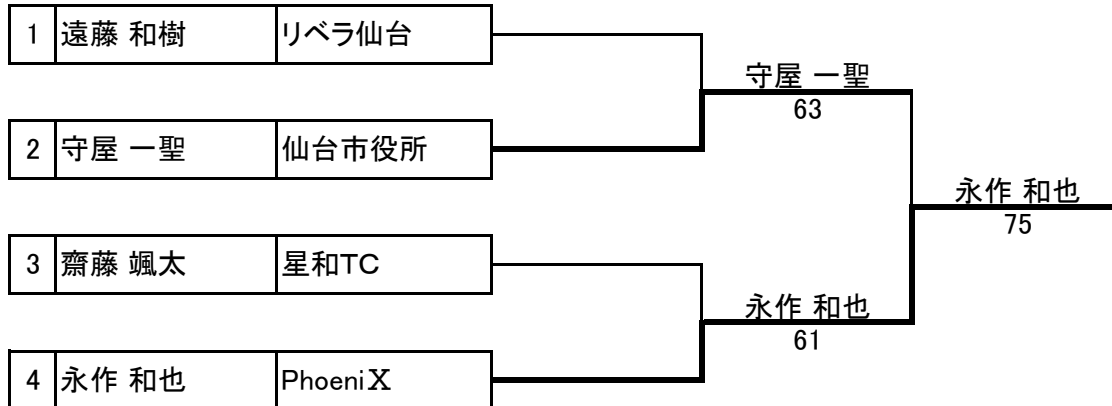 1 遠藤 和樹 リベラ仙台
守屋 一聖
63
2 守屋 一聖 仙台市役所
永作 和也
75
3 齋藤 颯太 星和TC
永作 和也
61
4 永作 和也 PhoeniX